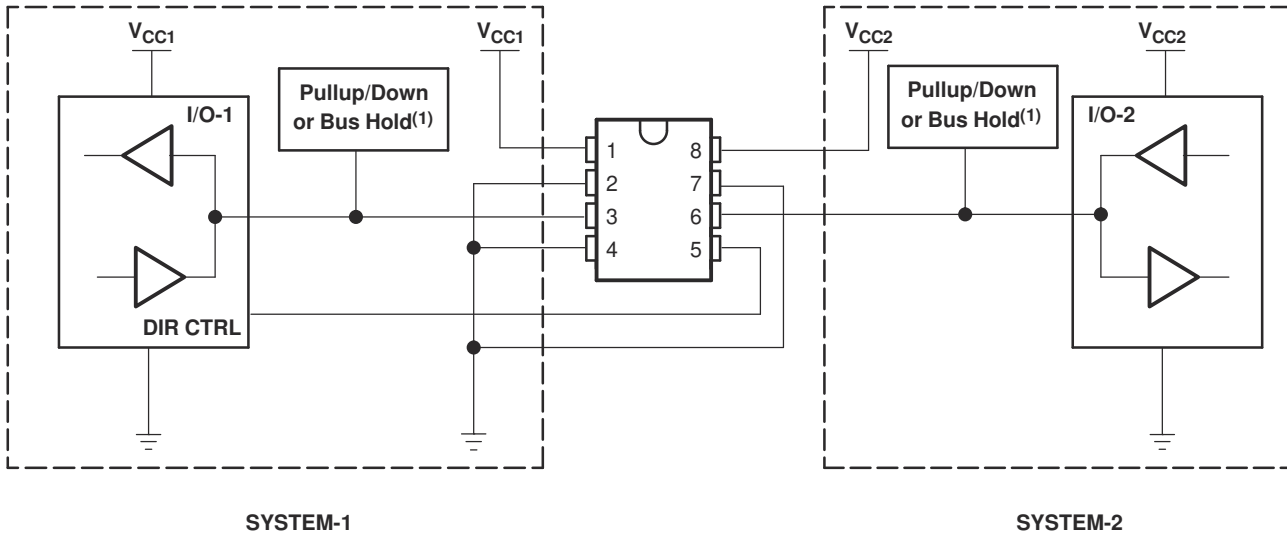 V_CC1
V_CC1
V_CC2
V_CC2
I/O-1
Pullup/Down
or Bus Hold(1)
Pullup/Down
or Bus Hold(1)
I/O-2
1 8
2 7
3 6
4 5
DIR CTRL
SYSTEM-1
SYSTEM-2